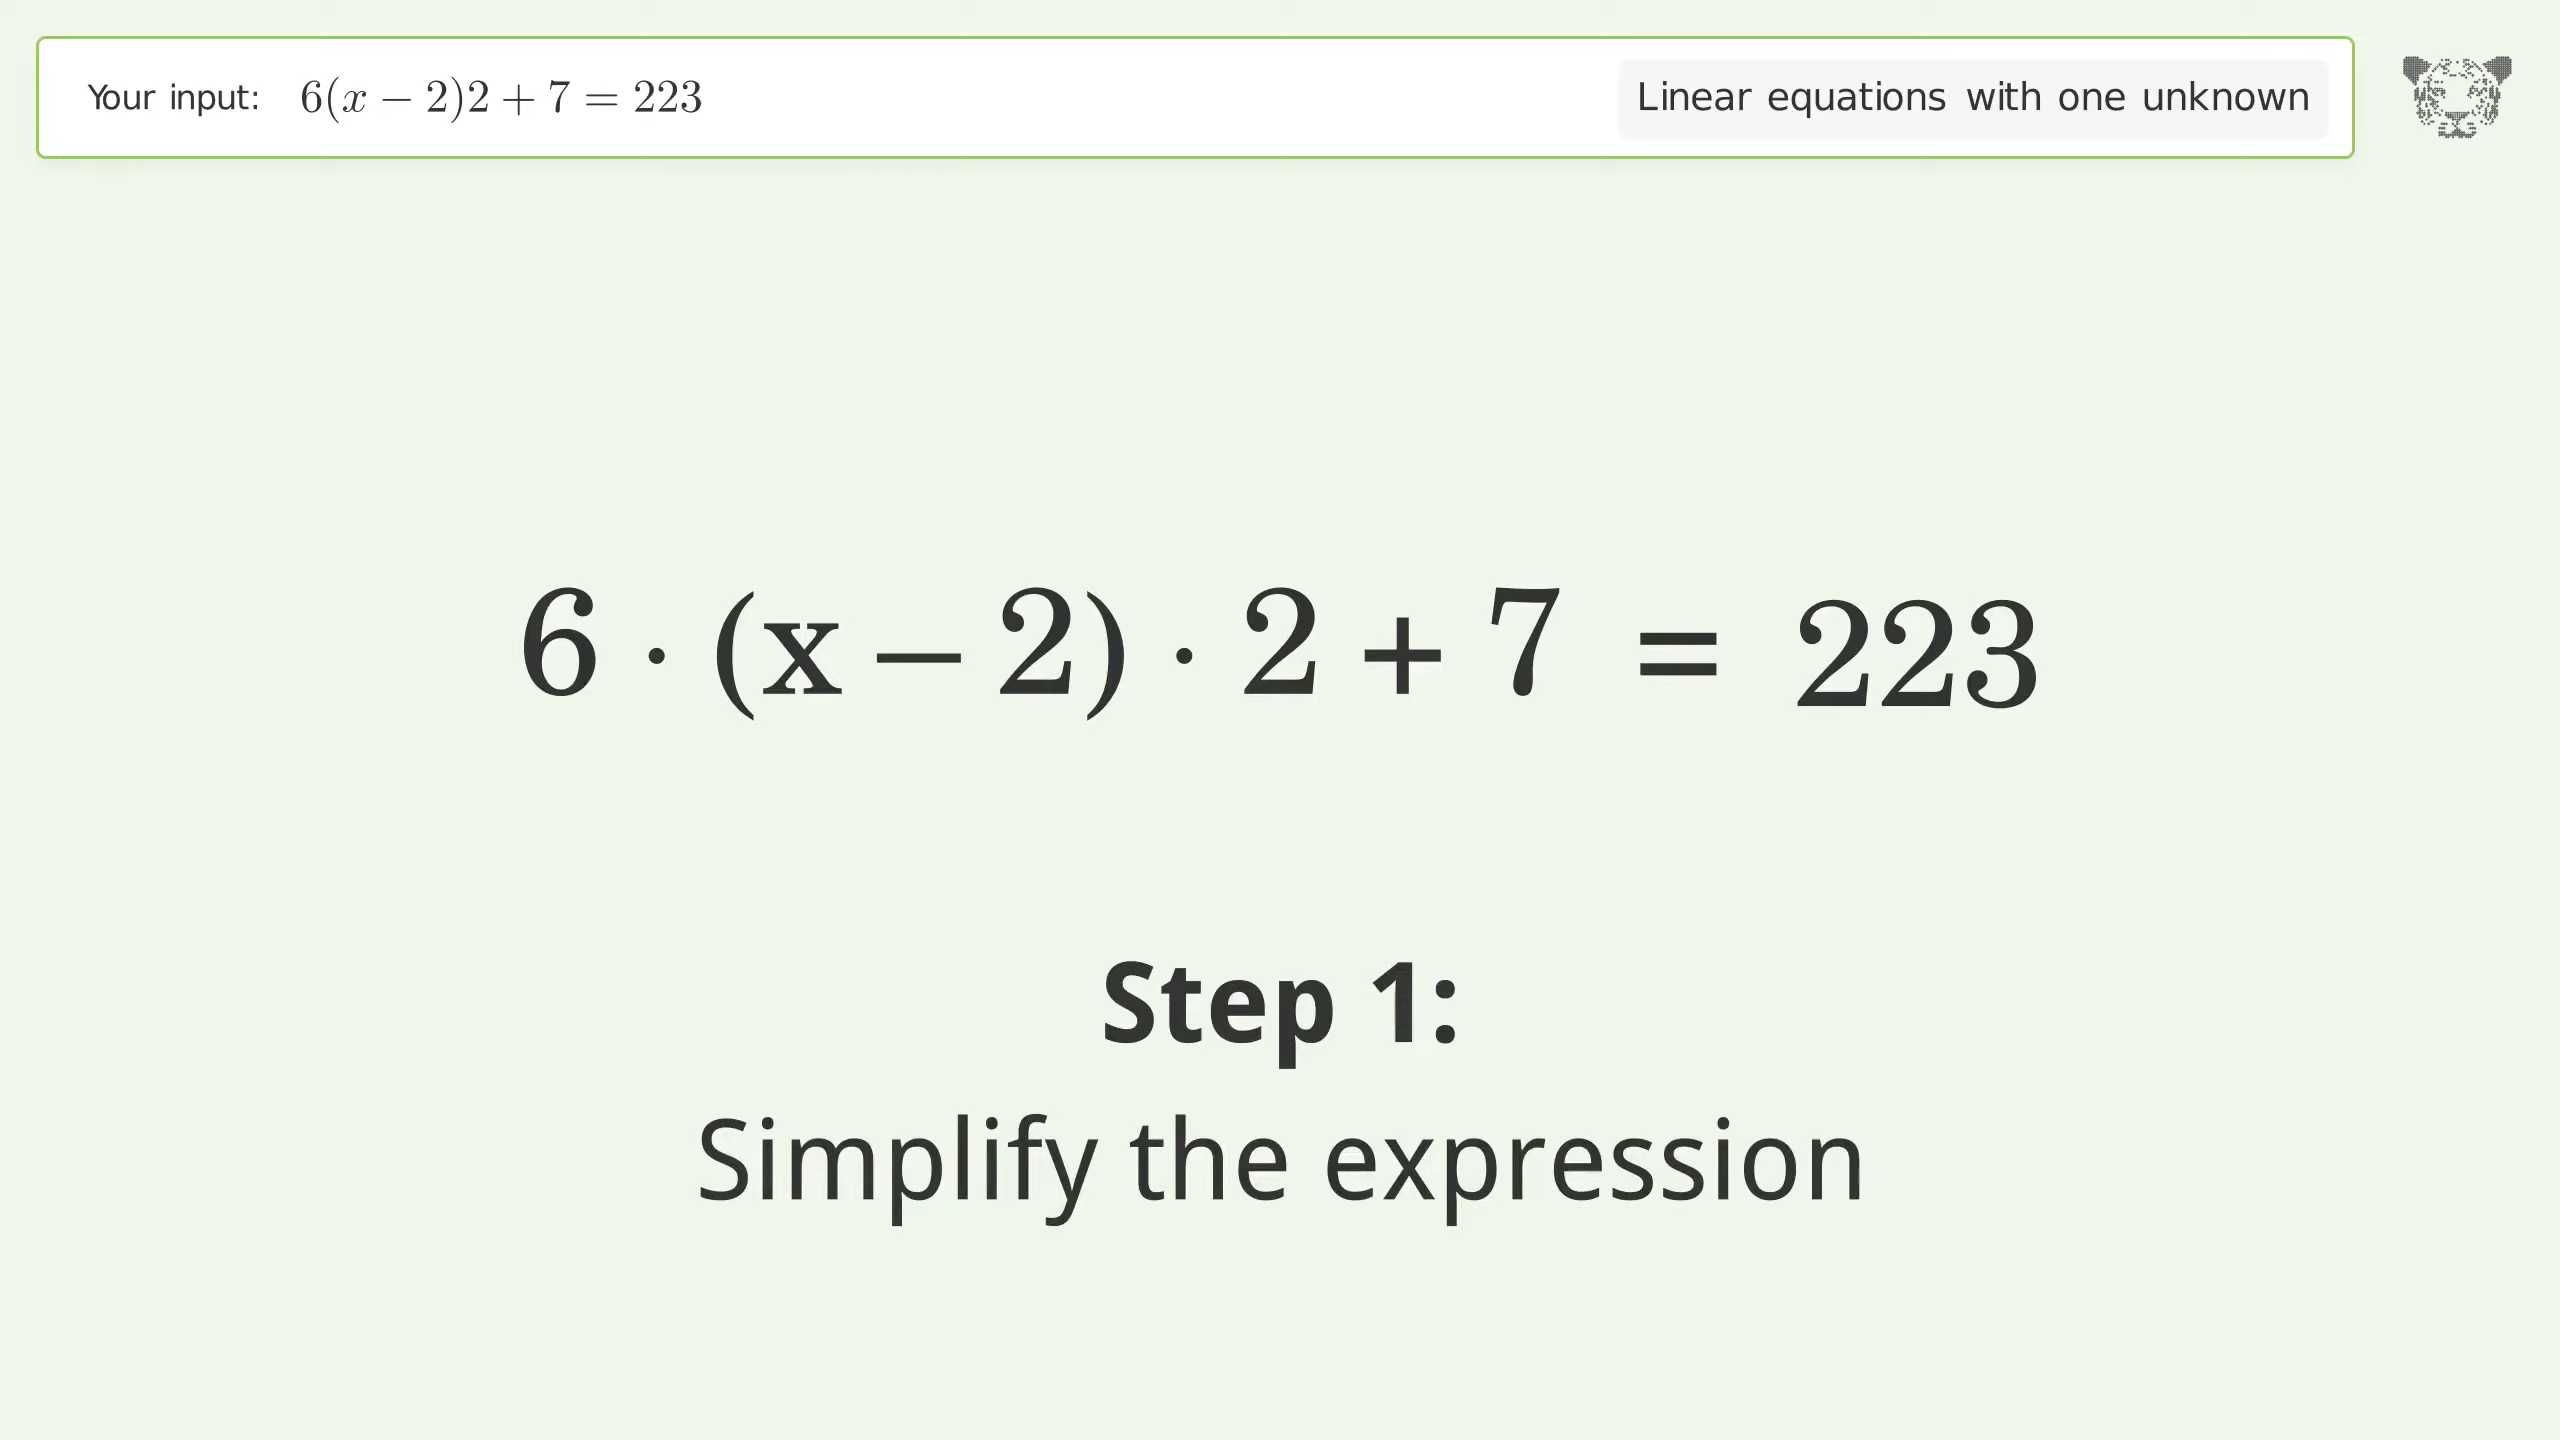 Your input: 6(x − 2)2 + 7 = 223
Linear equations with one unknown
6 · (x − 2) · 2 + 7 = 223
Step 1:
Simplify the expression